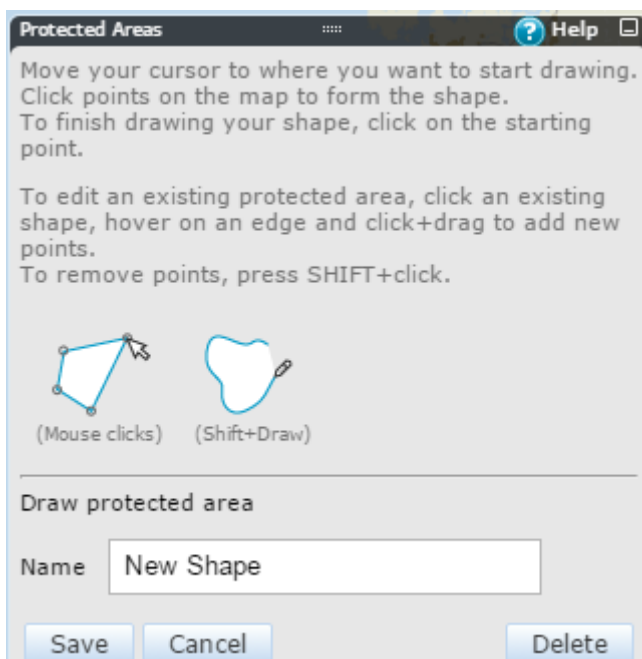 Protected Areas
? Help
Move your cursor to where you want to start drawing.
Click points on the map to form the shape.
To finish drawing your shape, click on the starting
point.
To edit an existing protected area, click an existing
shape, hover on an edge and click+drag to add new
points.
To remove points, press SHIFT+click.
(Mouse clicks) (Shift+Draw)
Draw protected area
Name New Shape
Save Cancel Delete